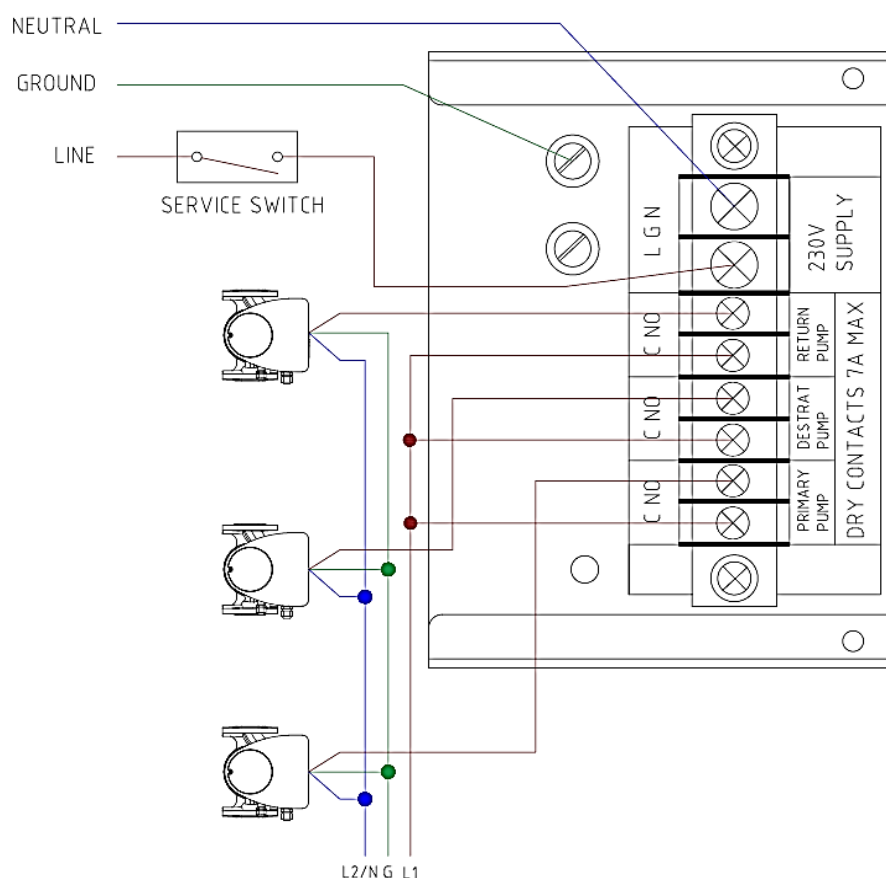 NEUTRAL
GROUND
LINE
SERVICE SWITCH
L G N
230V
SUPPLY
C NO
RETURN
PUMP
C NO
DESTRAT
PUMP
C NO
PRIMARY
PUMP
DRY CONTACTS 7A MAX
L2/N G L1